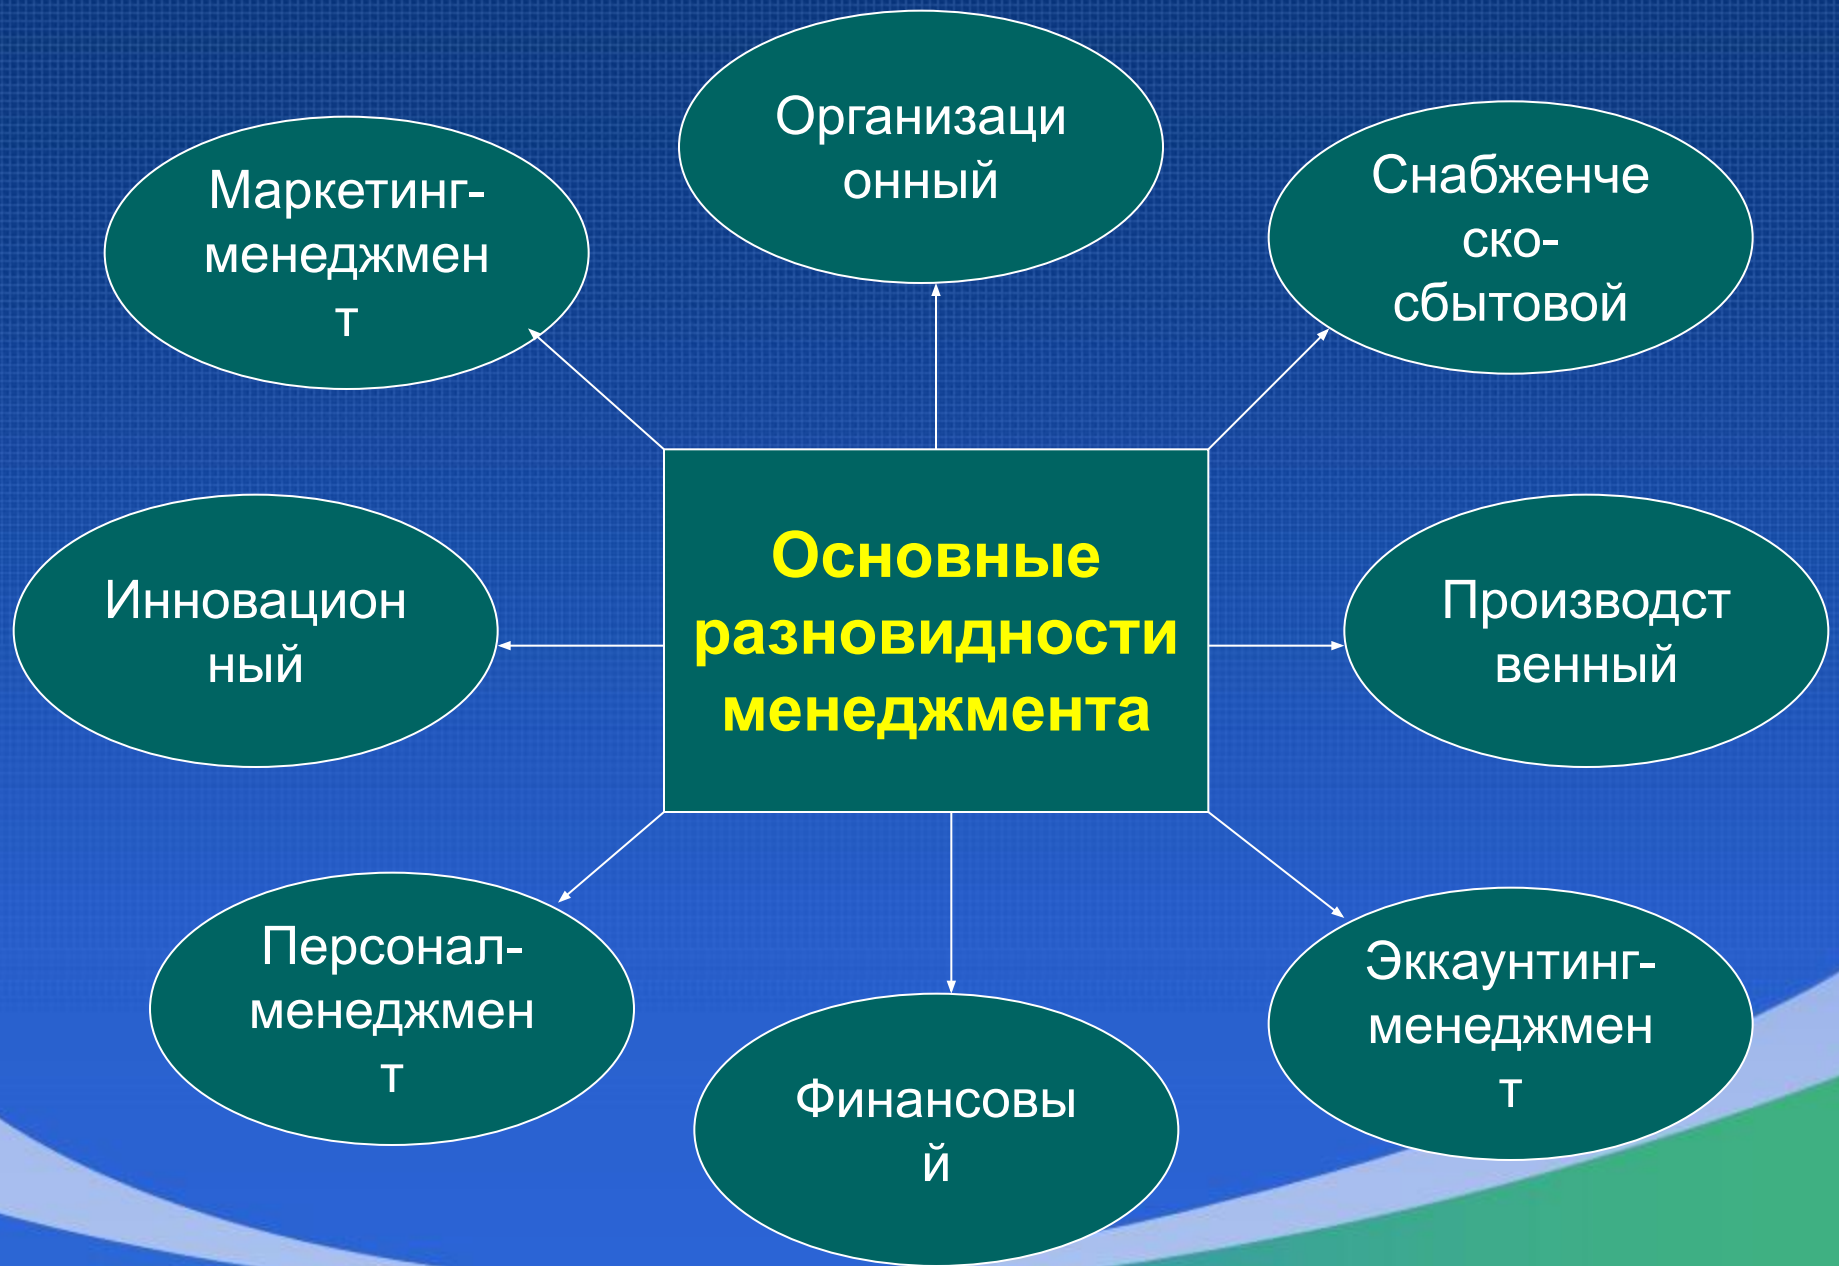 Организаци
онный
Маркетинг-
менеджмен
т
Снабженче
ско-
сбытовой
Инновацион
ный
Основные
разновидности
менеджмента
Производст
венный
Персонал-
менеджмен
т
Финансовы
й
Эккаунтинг-
менеджмен
т